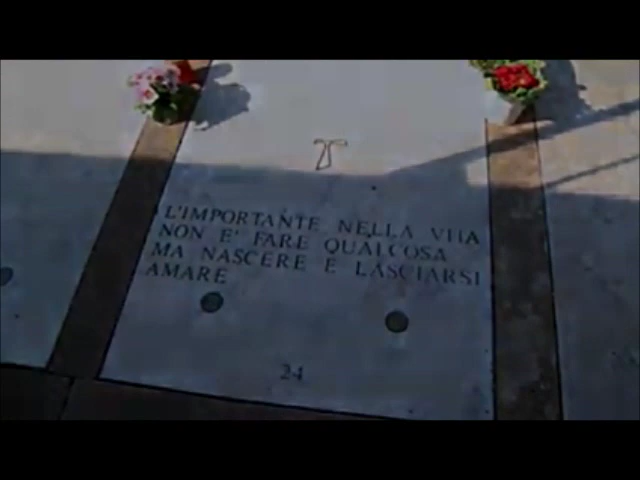 L'IMPORTANTE NELLA VITA
NON E' FARE QUALCOSA
MA NASCERE E LASCIARSI
AMARE
24